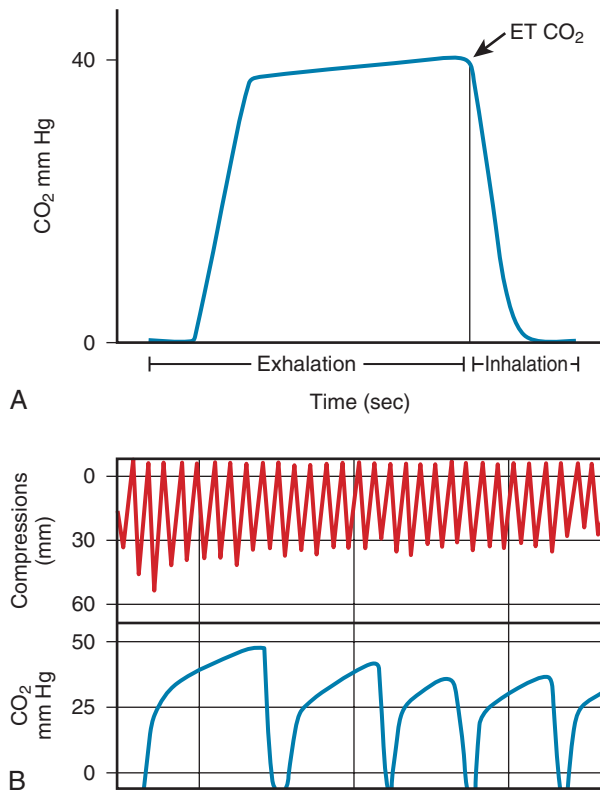 ET CO₂
40
CO₂ mm Hg
0
Exhalation
Inhalation
A
Time (sec)
0
30
60
Compressions
(mm)
50
25
0
CO₂
mm Hg
B